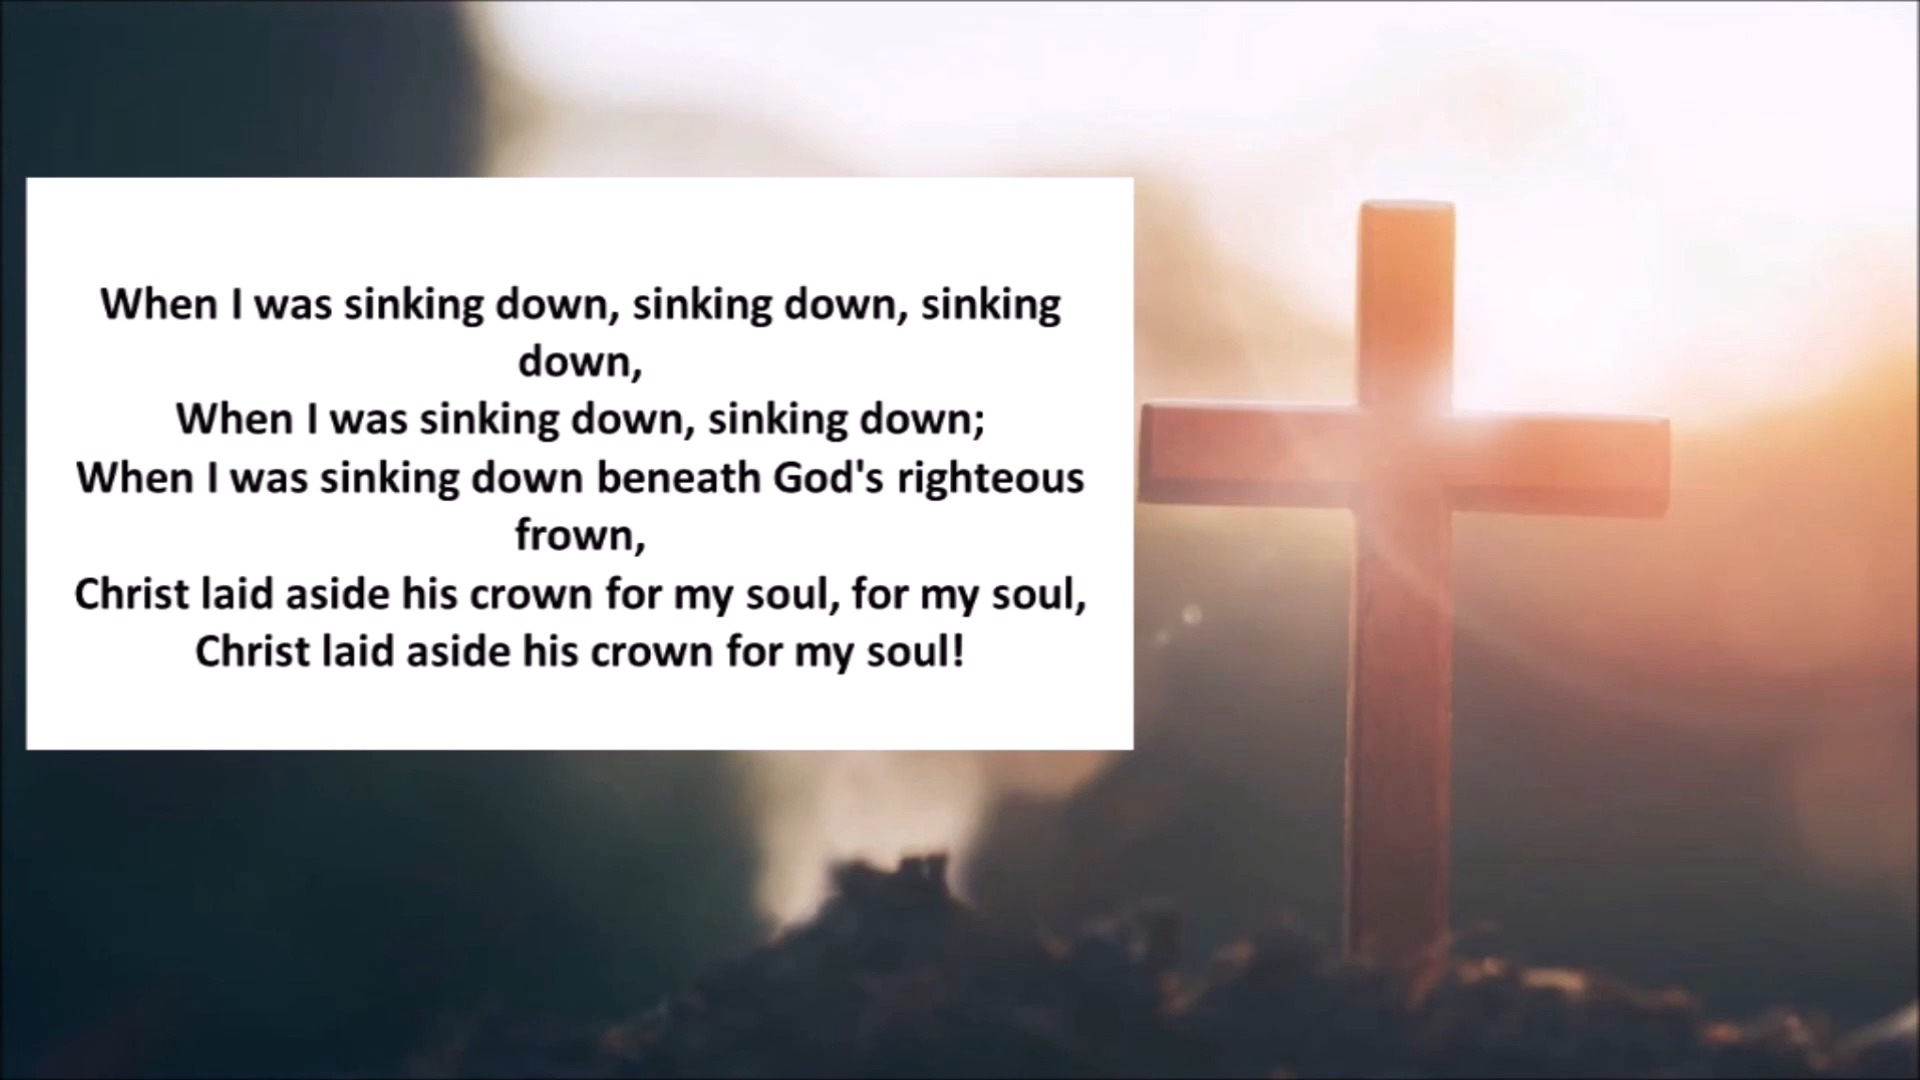 When I was sinking down, sinking down, sinking
down,
When I was sinking down, sinking down;
When I was sinking down beneath God's righteous
frown,
Christ laid aside his crown for my soul, for my soul,
Christ laid aside his crown for my soul!